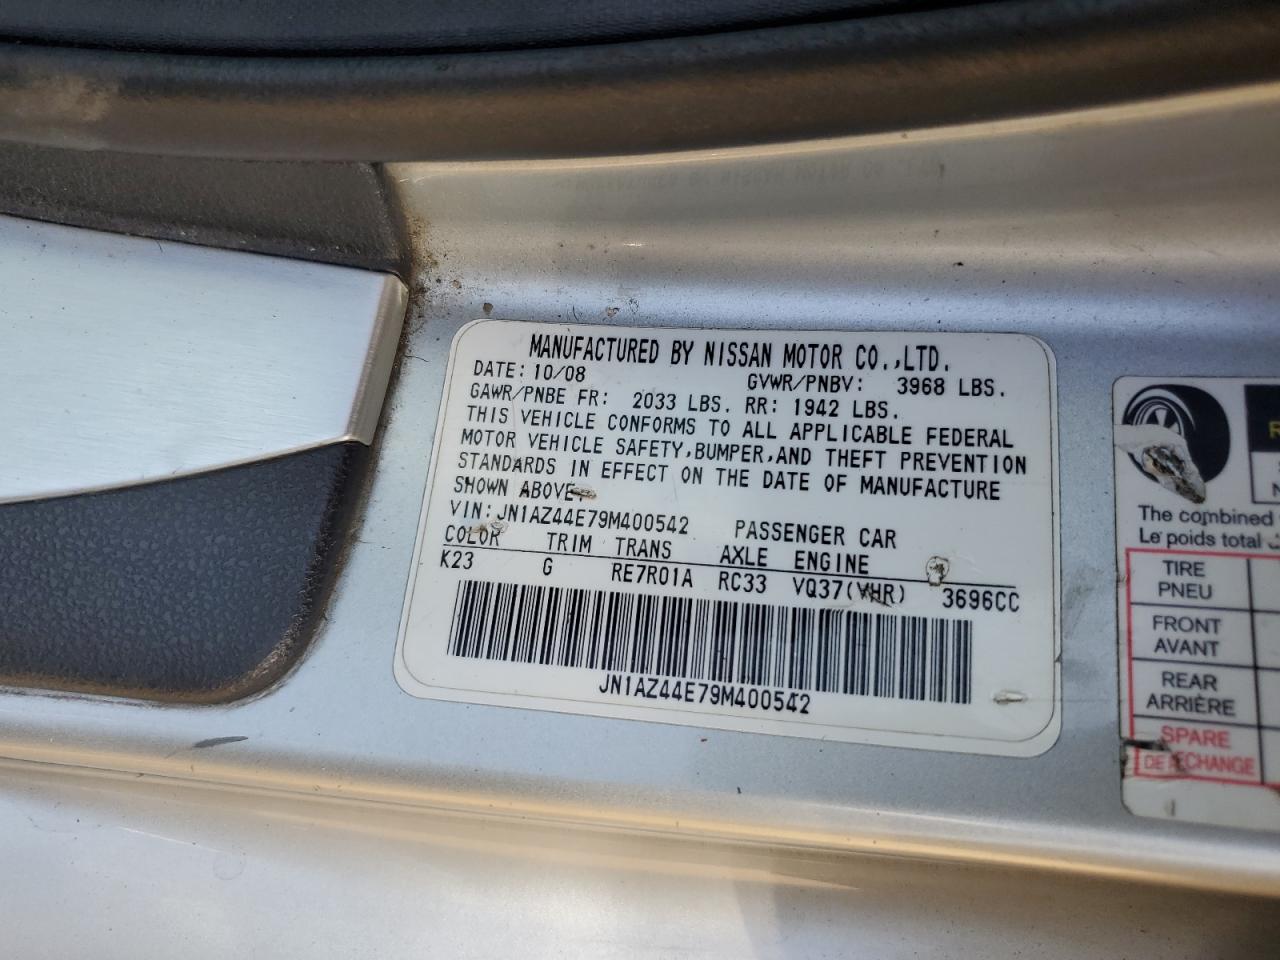 MANUFACTURED BY NISSAN MOTOR CO.,LTD.
DATE: 10/08 GVWR/PNBV: 3968 LBS.
GAWR/PNBE FR: 2033 LBS. RR: 1942 LBS.
THIS VEHICLE CONFORMS TO ALL APPLICABLE FEDERAL
MOTOR VEHICLE SAFETY,BUMPER,AND THEFT PREVENTION
STANDARDS IN EFFECT ON THE DATE OF MANUFACTURE
SHOWN ABOVE.
VIN:JN1AZ44E79M400542 PASSENGER CAR
COLOR TRIM TRANS AXLE ENGINE
K23 G RE7R01A RC33 VQ37(VHR) 3696CC
JN1AZ44E79M400542
The combined
Le poids total
TIRE
PNEU
FRONT
AVANT
REAR
ARRIÈRE
SPARE
DE RECHANGE